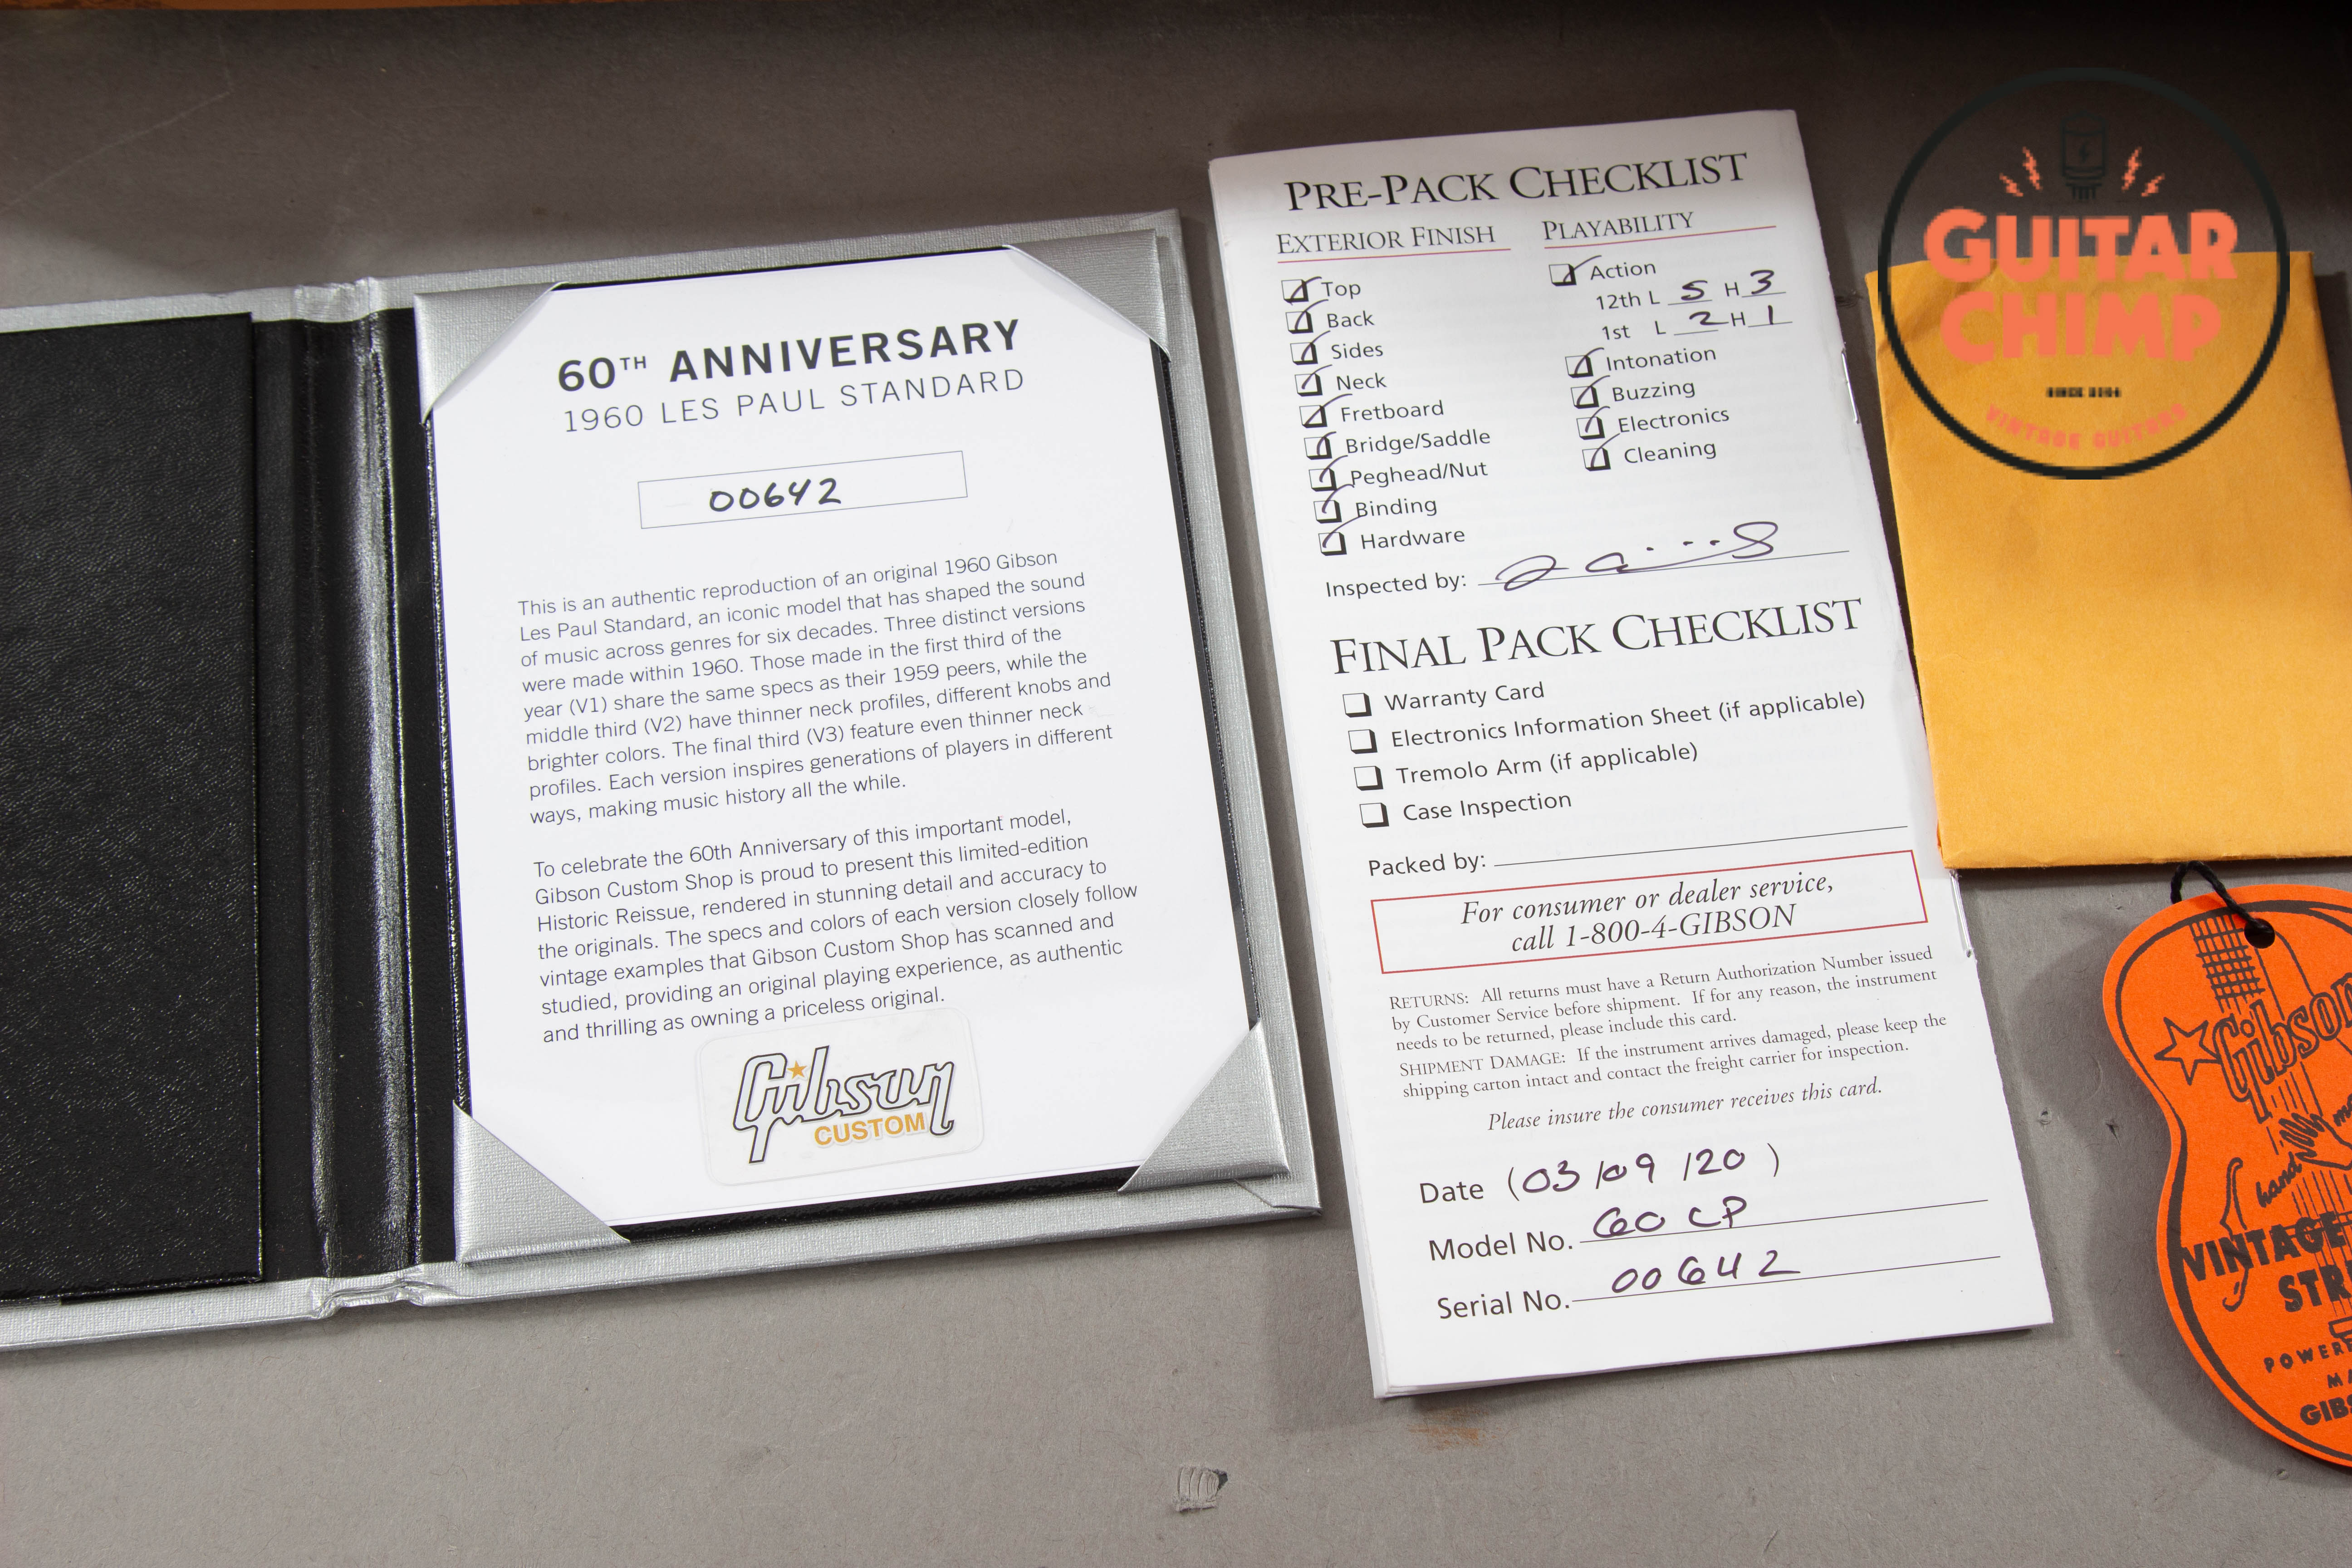 60TH ANNIVERSARY
1960 LES PAUL STANDARD
00642
This is an authentic reproduction of an original 1960 Gibson
Les Paul Standard, an iconic model that has shaped the sound
of music across genres for six decades. Three distinct versions
were made within 1960. Those made in the first third of the
year (V1) share the same specs as their 1959 peers, while the
middle third (V2) have thinner neck profiles, different knobs and
brighter colors. The final third (V3) feature even thinner neck
profiles. Each version inspires generations of players in different
ways, making music history all the while.
To celebrate the 60th Anniversary of this important model,
Gibson Custom Shop is proud to present this limited-edition
Historic Reissue, rendered in stunning detail and accuracy to
the originals. The specs and colors of each version closely follow
vintage examples that Gibson Custom Shop has scanned and
studied, providing an original playing experience, as authentic
and thrilling as owning a priceless original.
Gibson
CUSTOM
PRE-PACK CHECKLIST
EXTERIOR FINISH
Top
Back
Sides
Neck
Fretboard
Bridge/Saddle
Peghead/Nut
Binding
Hardware
PLAYABILITY
Action
12th L 5 H 3
1st L 2 H 1
Intonation
Buzzing
Electronics
Cleaning
Inspected by:
FINAL PACK CHECKLIST
Warranty Card
Electronics Information Sheet (if applicable)
Tremolo Arm (if applicable)
Case Inspection
Packed by:
For consumer or dealer service,
call 1-800-4-GIBSON
RETURNS: All returns must have a Return Authorization Number issued
by Customer Service before shipment. If for any reason, the instrument
needs to be returned, please include this card.
SHIPMENT DAMAGE: If the instrument arrives damaged, please keep the
shipping carton intact and contact the freight carrier for inspection.
Please insure the consumer receives this card.
Date (03/09/20)
Model No. 60 CP
Serial No. 00642
GUITAR
CHIMP
VINTAGE GUITARS
Gibson
hand
VINTAGE